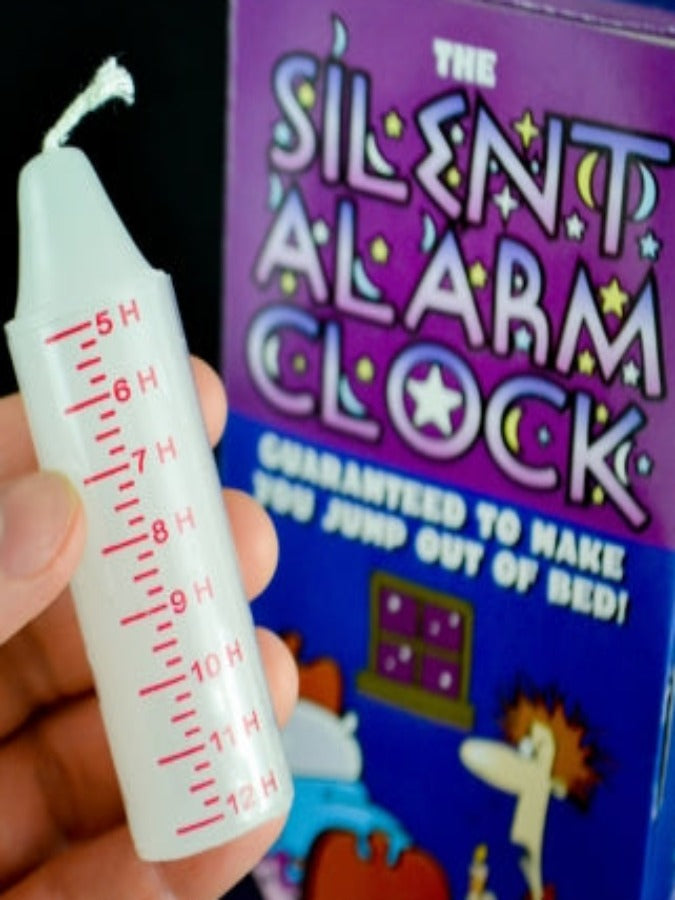 THE
SILENT
ALARM
CLOCK
GUARANTEED TO MAKE
YOU JUMP OUT OF BED!
5 H
6 H
7 H
8 H
9 H
10 H
11 H
12 H